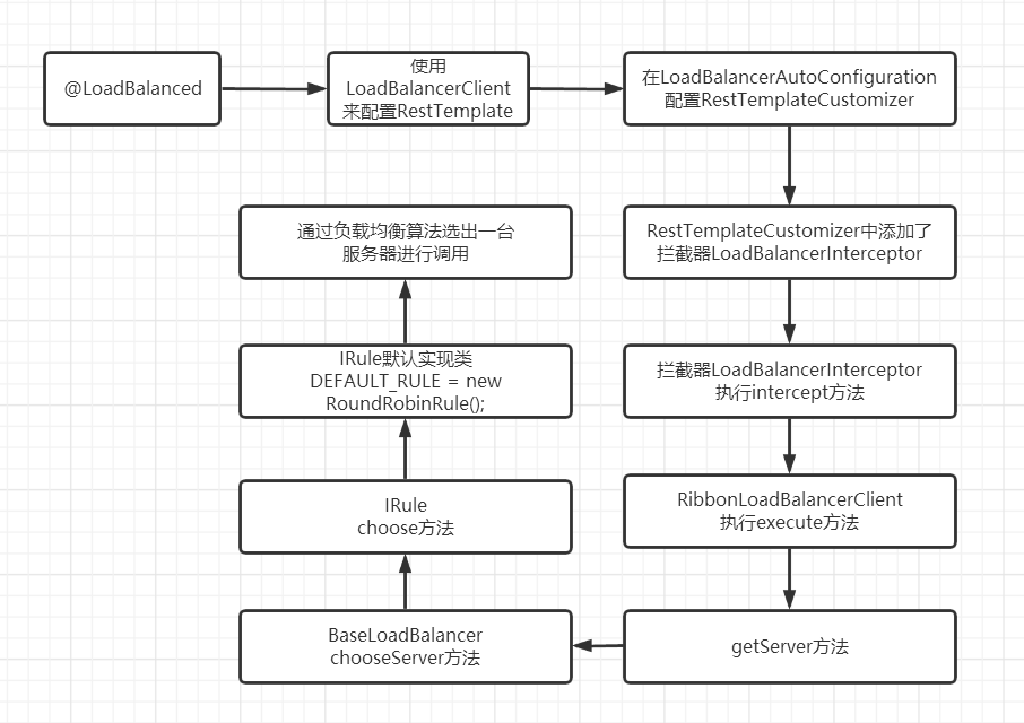 @LoadBalanced
使用
LoadBalancerClient
来配置RestTemplate
在LoadBalancerAutoConfiguration
配置RestTemplateCustomizer
RestTemplateCustomizer中添加了
拦截器LoadBalancerInterceptor
拦截器LoadBalancerInterceptor
执行intercept方法
RibbonLoadBalancerClient
执行execute方法
getServer方法
BaseLoadBalancer
chooseServer方法
IRule
choose方法
IRule默认实现类
DEFAULT_RULE = new
RoundRobinRule();
通过负载均衡算法选出一台
服务器进行调用